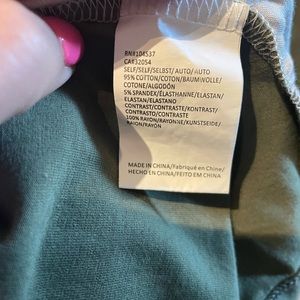 RN#104537
CA#32054
SELF/SELF/SELBST/AUTO/AUTO
95% COTTON/COTON/BAUMWOLLE/
COTONE/ALGODÓN
5% SPANDEX/ÉLASTHANNE/ELASTAN/
ELASTAN/ELASTANO
CONTRAST/CONTRASTE/KONTRAST/
CONTRASTO/CONTRASTE
100% RAYON/RAYONNE/KUNSTSEIDE/
RAYON/RAYÓN
MADE IN CHINA/Fabriqué en Chine/
HECHO EN CHINA/FEITO EM CHINA